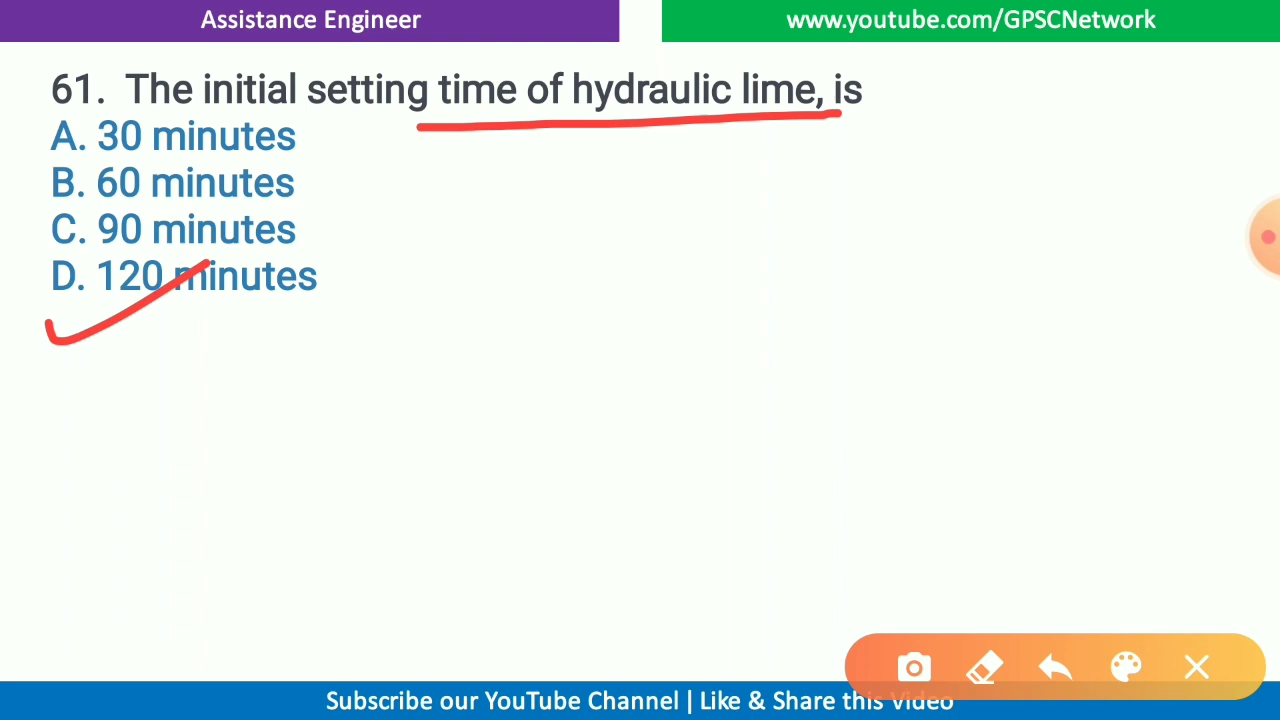 Assistance Engineer
www.youtube.com/GPSCNetwork
61. The initial setting time of hydraulic lime, is
A. 30 minutes
B. 60 minutes
C. 90 minutes
D. 120 minutes
Subscribe our YouTube Channel | Like & Share this Video